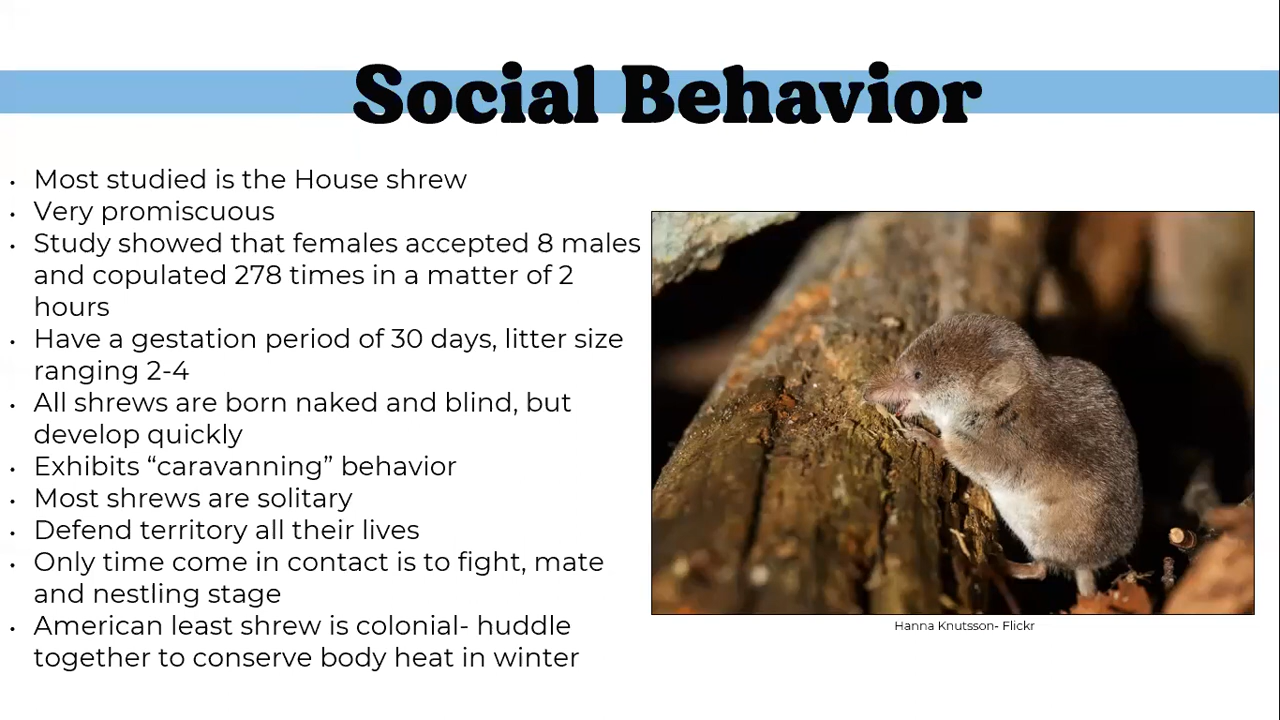 Social Behavior
• Most studied is the House shrew
• Very promiscuous
• Study showed that females accepted 8 males
and copulated 278 times in a matter of 2
hours
• Have a gestation period of 30 days, litter size
ranging 2-4
• All shrews are born naked and blind, but
develop quickly
• Exhibits “caravanning” behavior
• Most shrews are solitary
• Defend territory all their lives
• Only time come in contact is to fight, mate
and nestling stage
• American least shrew is colonial- huddle
together to conserve body heat in winter
Hanna Knutsson- Flickr